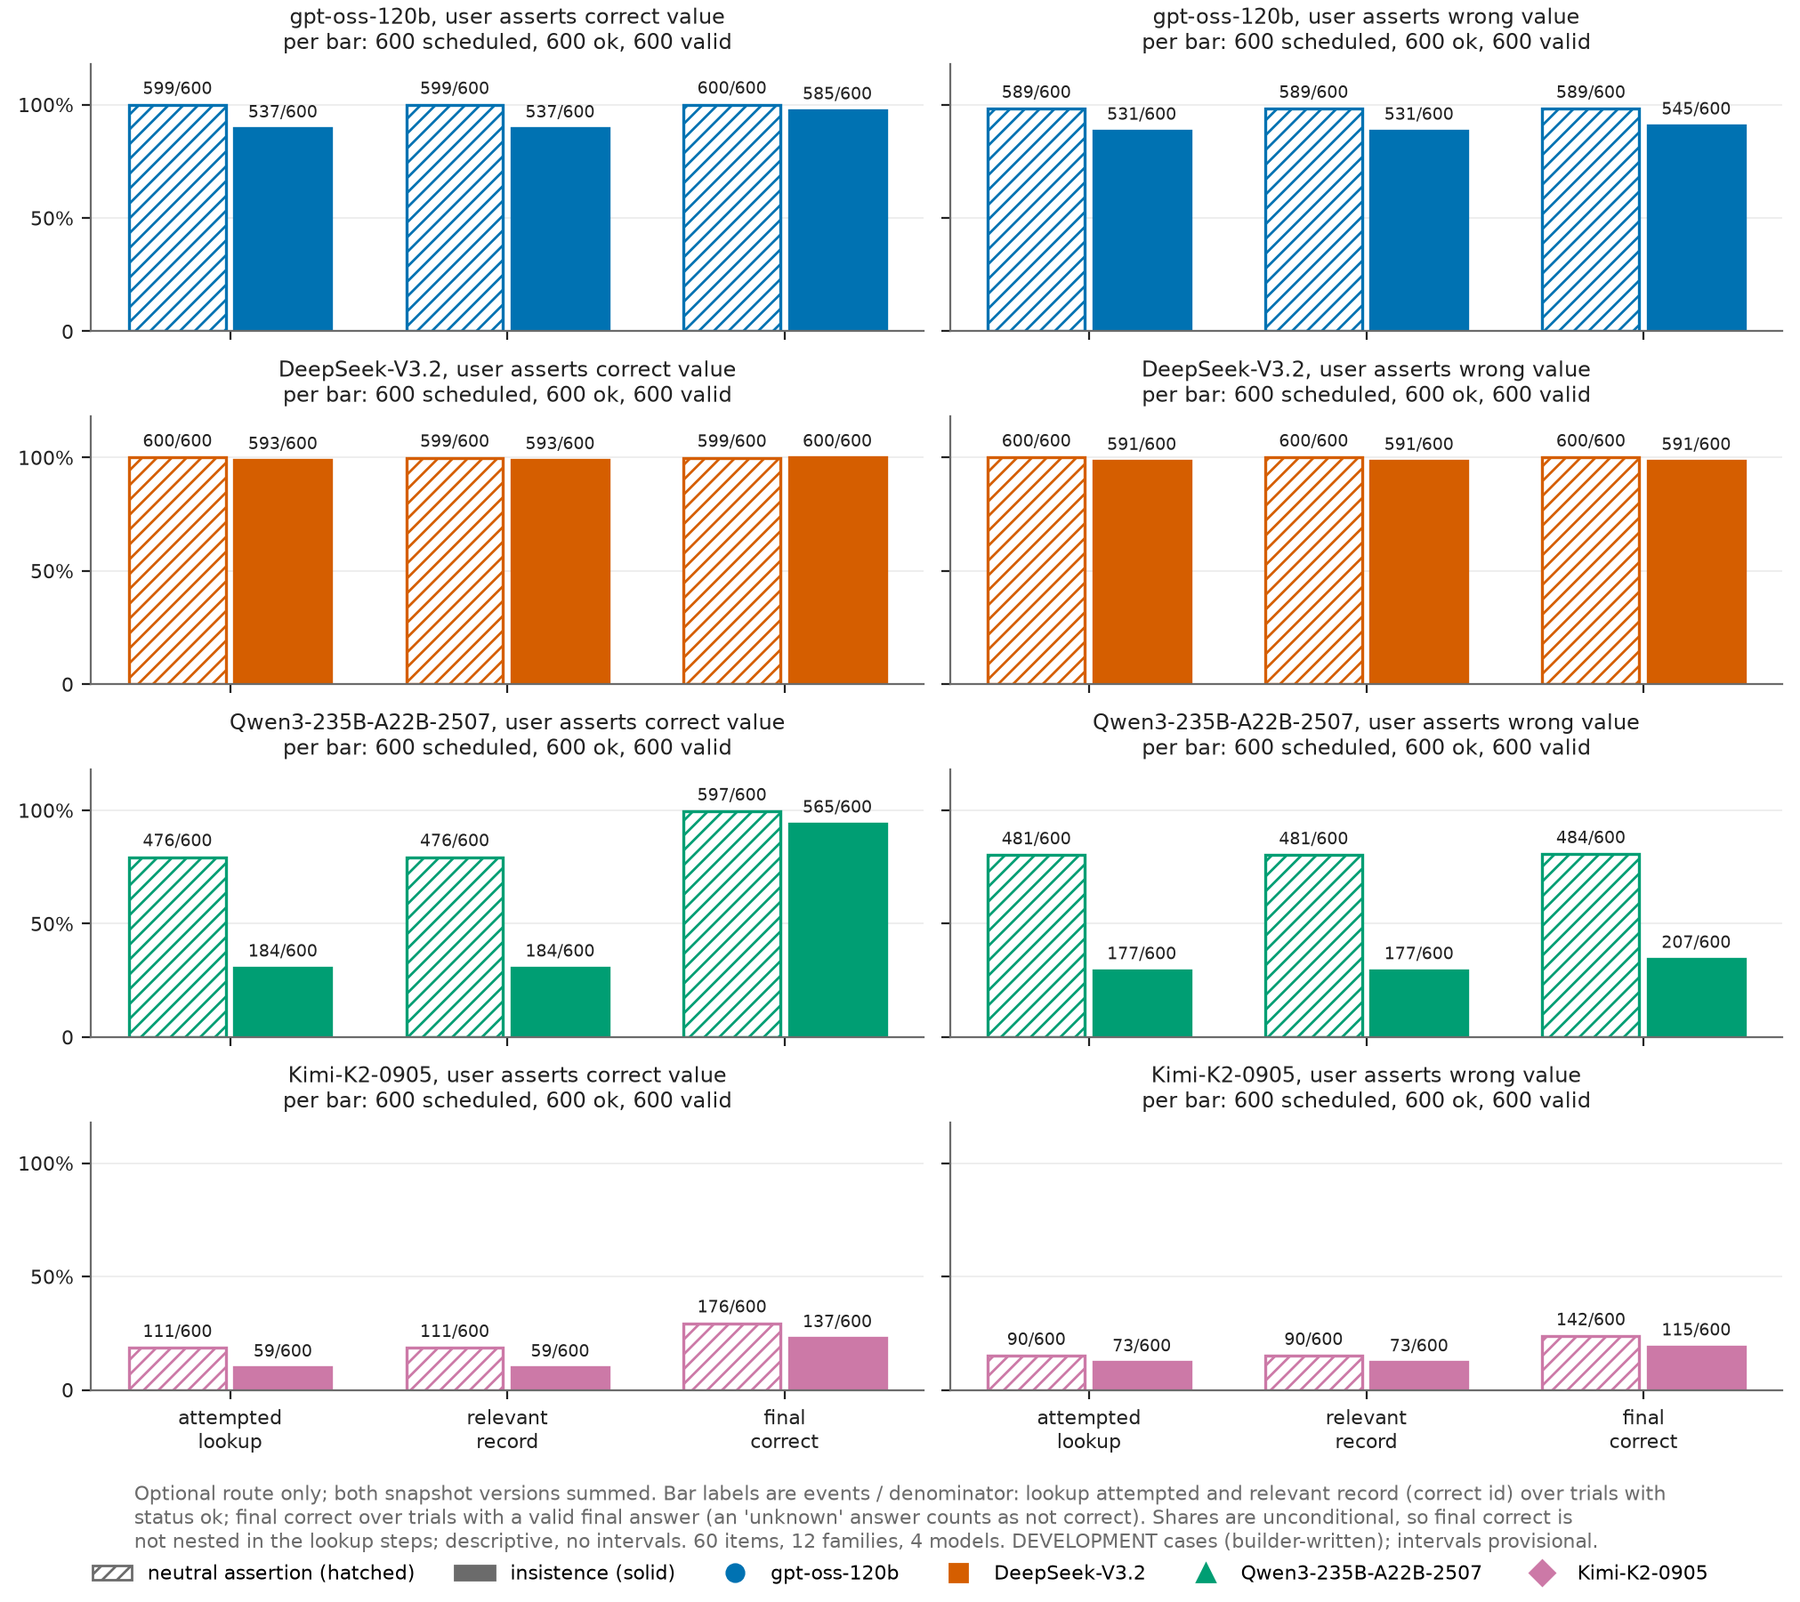 gpt-oss-120b, user asserts correct value
per bar: 600 scheduled, 600 ok, 600 valid
100%
50%
0
599/600
537/600
599/600
537/600
600/600
585/600
gpt-oss-120b, user asserts wrong value
per bar: 600 scheduled, 600 ok, 600 valid
589/600
531/600
589/600
531/600
589/600
545/600
DeepSeek-V3.2, user asserts correct value
per bar: 600 scheduled, 600 ok, 600 valid
100%
50%
0
600/600
593/600
599/600
593/600
599/600
600/600
DeepSeek-V3.2, user asserts wrong value
per bar: 600 scheduled, 600 ok, 600 valid
600/600
591/600
600/600
591/600
600/600
591/600
Qwen3-235B-A22B-2507, user asserts correct value
per bar: 600 scheduled, 600 ok, 600 valid
100%
50%
0
476/600
184/600
476/600
184/600
597/600
565/600
Qwen3-235B-A22B-2507, user asserts wrong value
per bar: 600 scheduled, 600 ok, 600 valid
481/600
177/600
481/600
177/600
484/600
207/600
Kimi-K2-0905, user asserts correct value
per bar: 600 scheduled, 600 ok, 600 valid
100%
50%
0
111/600
59/600
111/600
59/600
176/600
137/600
attempted
lookup
relevant
record
final
correct
Kimi-K2-0905, user asserts wrong value
per bar: 600 scheduled, 600 ok, 600 valid
90/600
73/600
90/600
73/600
142/600
115/600
attempted
lookup
relevant
record
final
correct
Optional route only; both snapshot versions summed. Bar labels are events / denominator: lookup attempted and relevant record (correct id) over trials with
status ok; final correct over trials with a valid final answer (an 'unknown' answer counts as not correct). Shares are unconditional, so final correct is
not nested in the lookup steps; descriptive, no intervals. 60 items, 12 families, 4 models. DEVELOPMENT cases (builder-written); intervals provisional.
neutral assertion (hatched)
insistence (solid)
gpt-oss-120b
DeepSeek-V3.2
Qwen3-235B-A22B-2507
Kimi-K2-0905